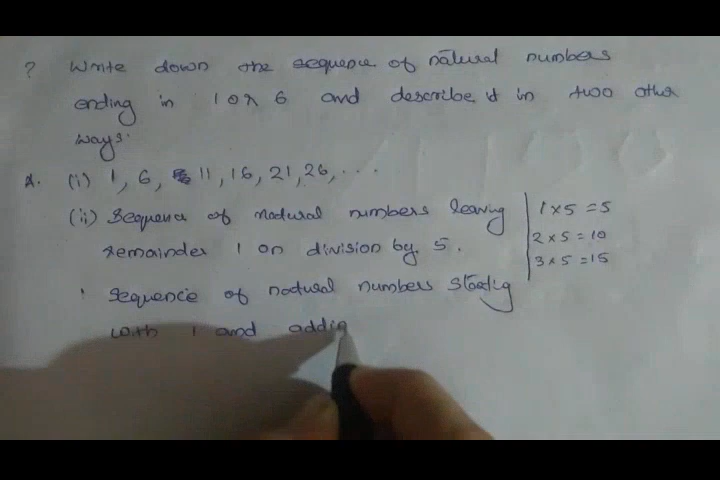 ? Write down the sequence of natural numbers
ending in 1 or 6 and describe it in two other
ways.
A. (i) 1, 6, 11, 16, 21, 26, ...
(ii) Sequence of natural numbers leaving
remainder 1 on division by 5.
Sequence of natural numbers starting
with 1 and addin
1 x 5 = 5
2 x 5 = 10
3 x 5 = 15